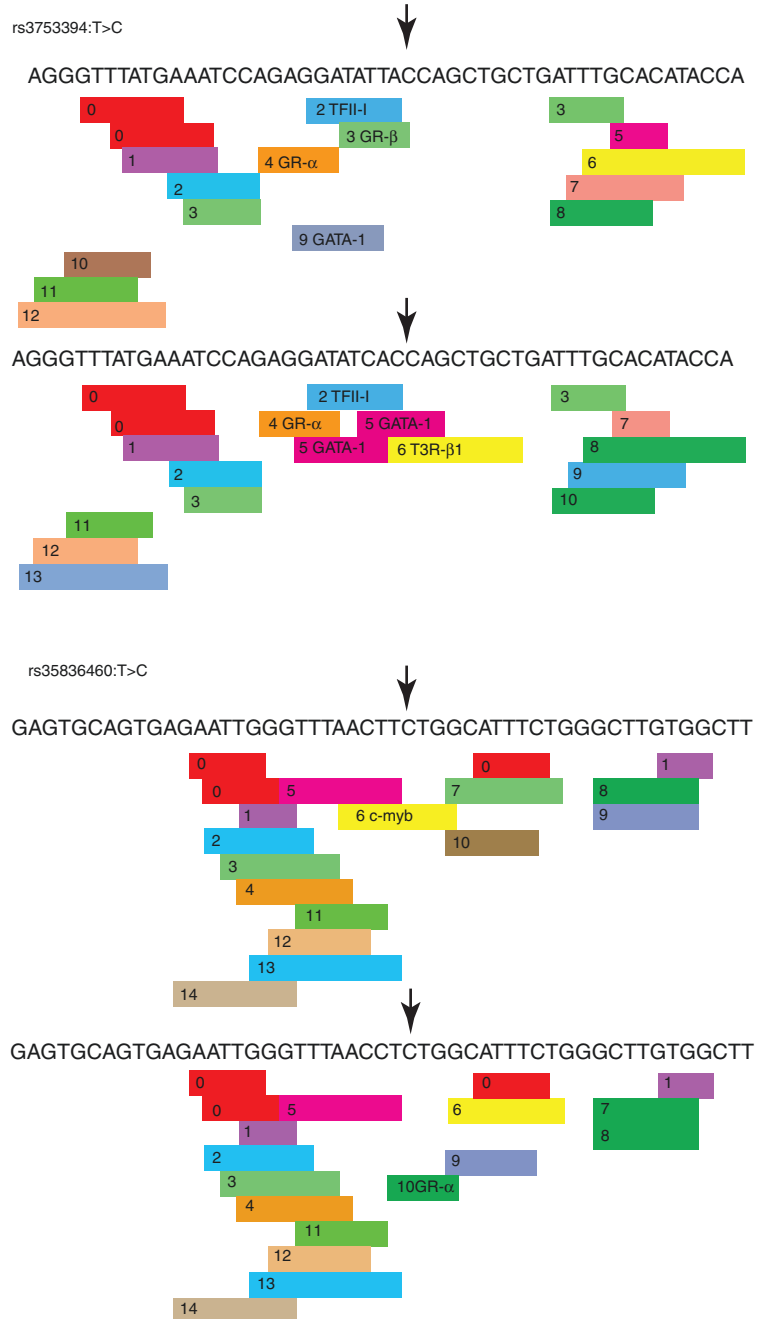 rs3753394:T>C
AGGGTTTATGAAATCCAGAGGATATTACCAGCTGCTGATTTGCACATACCA
0 2 TFII-I 3
0 3 GR-β 5
1 4 GR-α 6
2 7
3 8
9 GATA-1
10
11
12
AGGGTTTATGAAATCCAGAGGATATCACCAGCTGCTGATTTGCACATACCA
0 2 TFII-I 3
0 4 GR-α 5 GATA-1 7
1 5 GATA-1 6 T3R-β1 8
2 9
3 10
11
12
13
rs35836460:T>C
GAGTGCAGTGAGAATTGGGTTTAACTTCTGGCATTTCTGGGCTTGTGGCTT
0 0 1
0 5 7 8
1 6 c-myb 9
2 10
3
4
11
12
13
14
GAGTGCAGTGAGAATTGGGTTTAACCTCTGGCATTTCTGGGCTTGTGGCTT
0 0 1
0 5 6 7
1 8
2 9
3 10GR-α
4
11
12
13
14